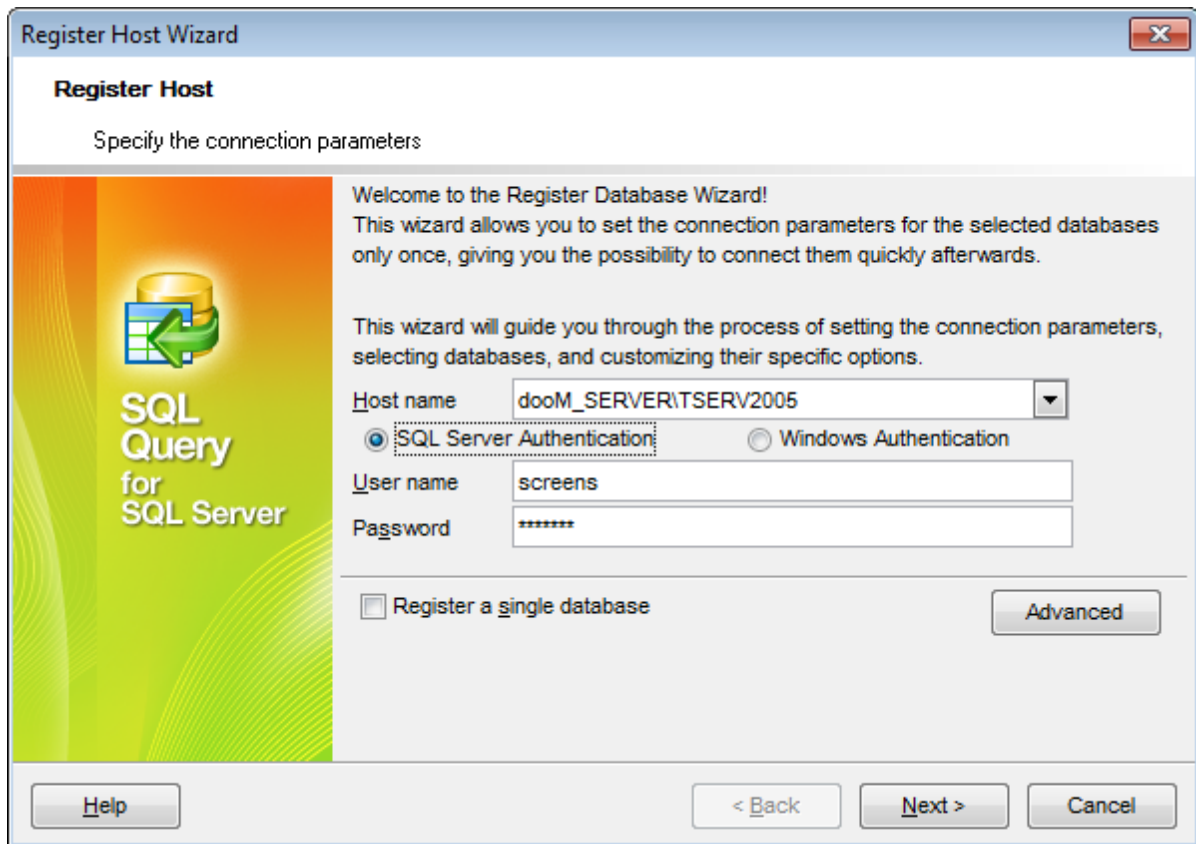 Register Host Wizard
Register Host
Specify the connection parameters
Welcome to the Register Database Wizard!
This wizard allows you to set the connection parameters for the selected databases
only once, giving you the possibility to connect them quickly afterwards.
This wizard will guide you through the process of setting the connection parameters,
selecting databases, and customizing their specific options.
SQL
Query
for
SQL Server
Host name dooM_SERVER\TSERV2005
SQL Server Authentication Windows Authentication
User name screens
Password *******
Register a single database Advanced
Help < Back Next > Cancel